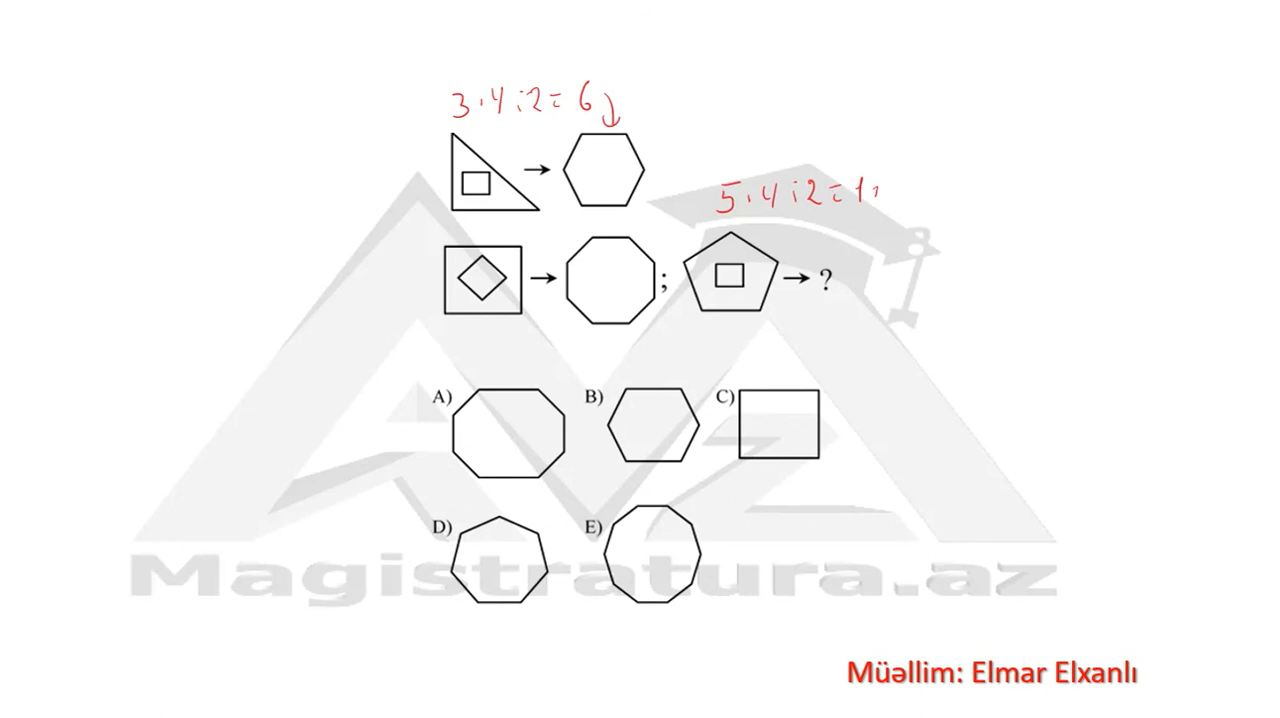 3·4:2=6
5·4:2=1
?
;
A)
B)
C)
D)
E)
Magistratura.az
Müəllim: Elmar Elxanlı